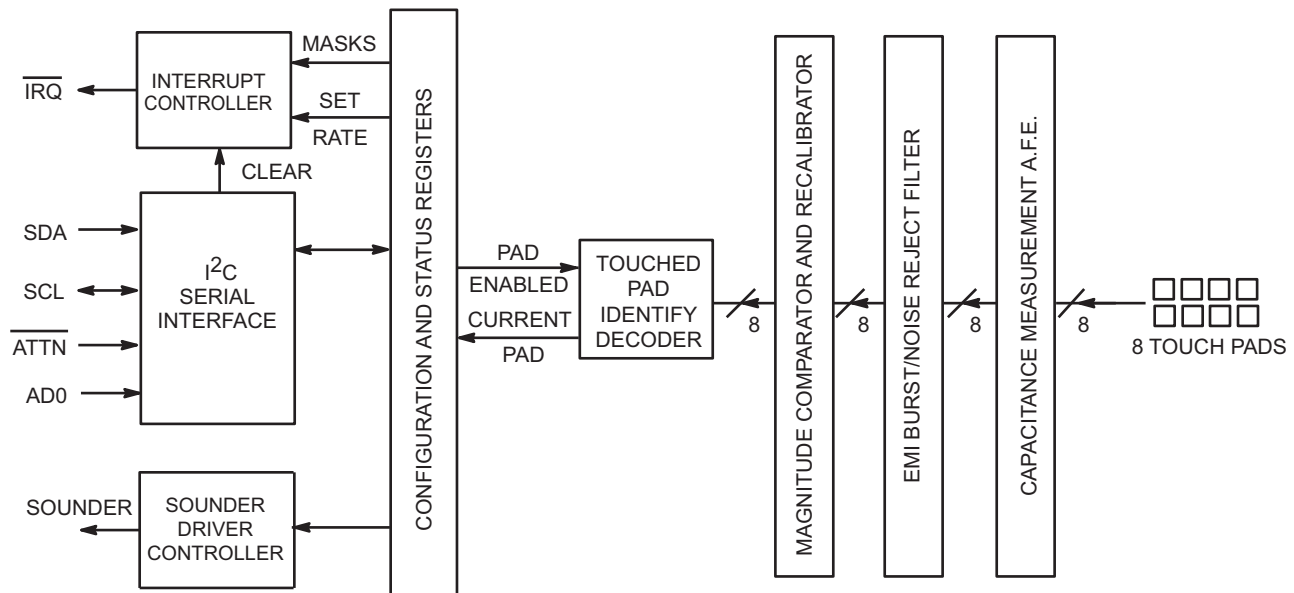 MASKS
IRQ
INTERRUPT
CONTROLLER
SET
RATE
CLEAR
SDA
SCL
ATTN
AD0
I2C
SERIAL
INTERFACE
SOUNDER
SOUNDER
DRIVER
CONTROLLER
CONFIGURATION AND STATUS REGISTERS
PAD
ENABLED
CURRENT
PAD
TOUCHED
PAD
IDENTIFY
DECODER
8
MAGNITUDE COMPARATOR AND RECALIBRATOR
8
EMI BURST/NOISE REJECT FILTER
8
CAPACITANCE MEASUREMENT A.F.E.
8
8 TOUCH PADS